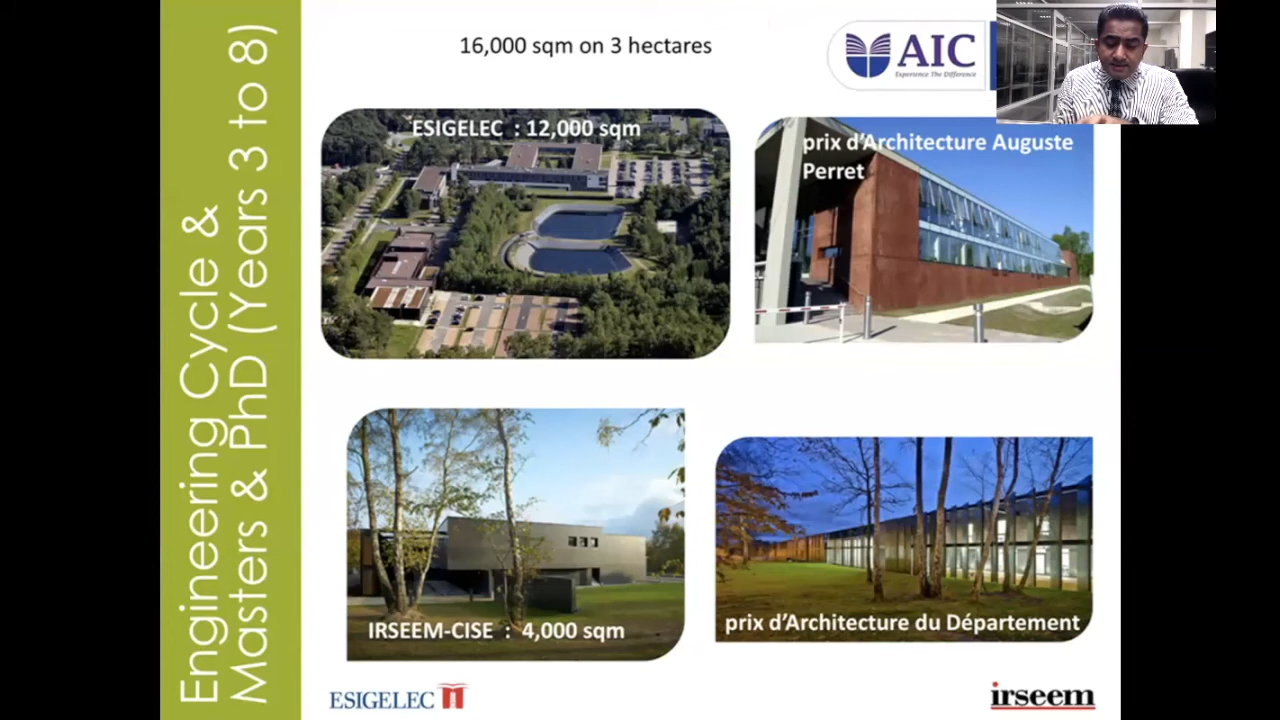 Engineering Cycle &
Masters & PhD (Years 3 to 8)
16,000 sqm on 3 hectares
AIC
Experience The Difference
ESIGELEC : 12,000 sqm
prix d’Architecture Auguste
Perret
IRSEEM-CISE : 4,000 sqm
prix d’Architecture du Département
ESIGELEC
irseem